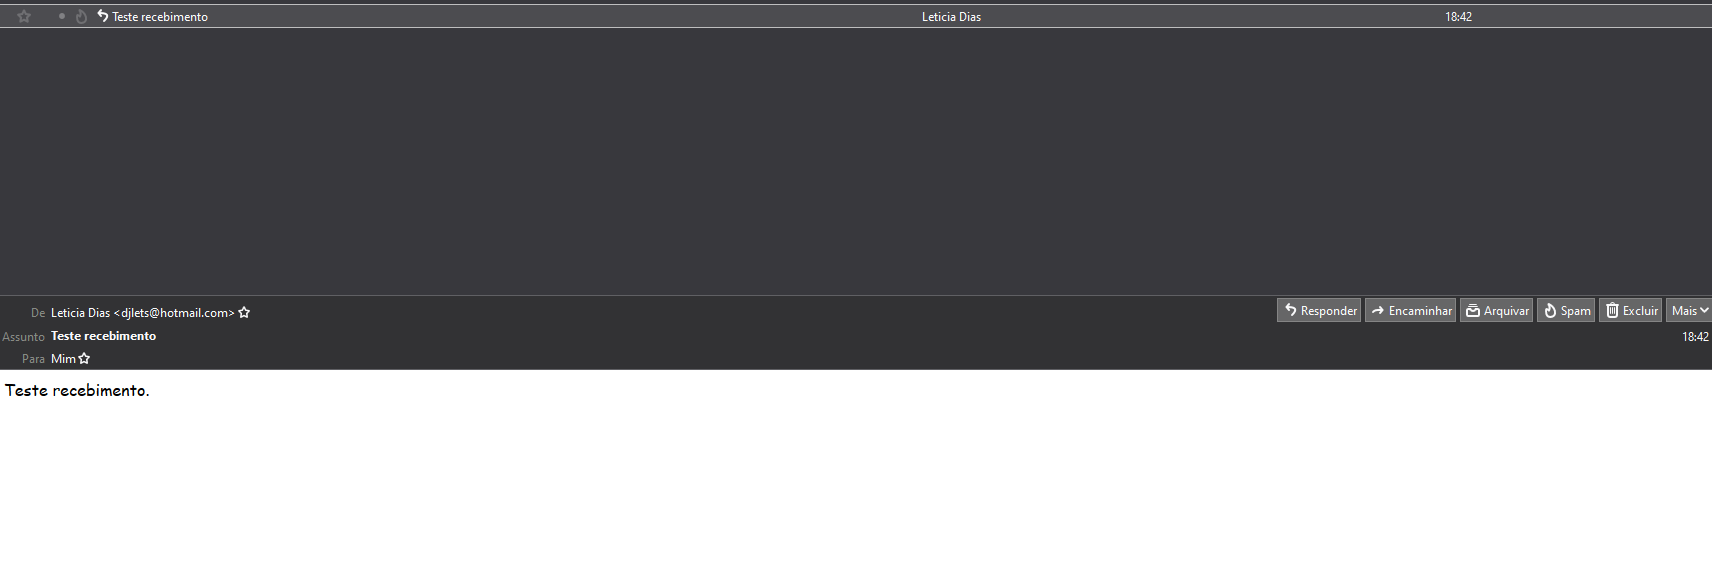 Teste recebimento Leticia Dias 18:42
De Leticia Dias <djlets@hotmail.com> Responder Encaminhar Arquivar Spam Excluir Mais
Assunto Teste recebimento 18:42
Para Mim
Teste recebimento.